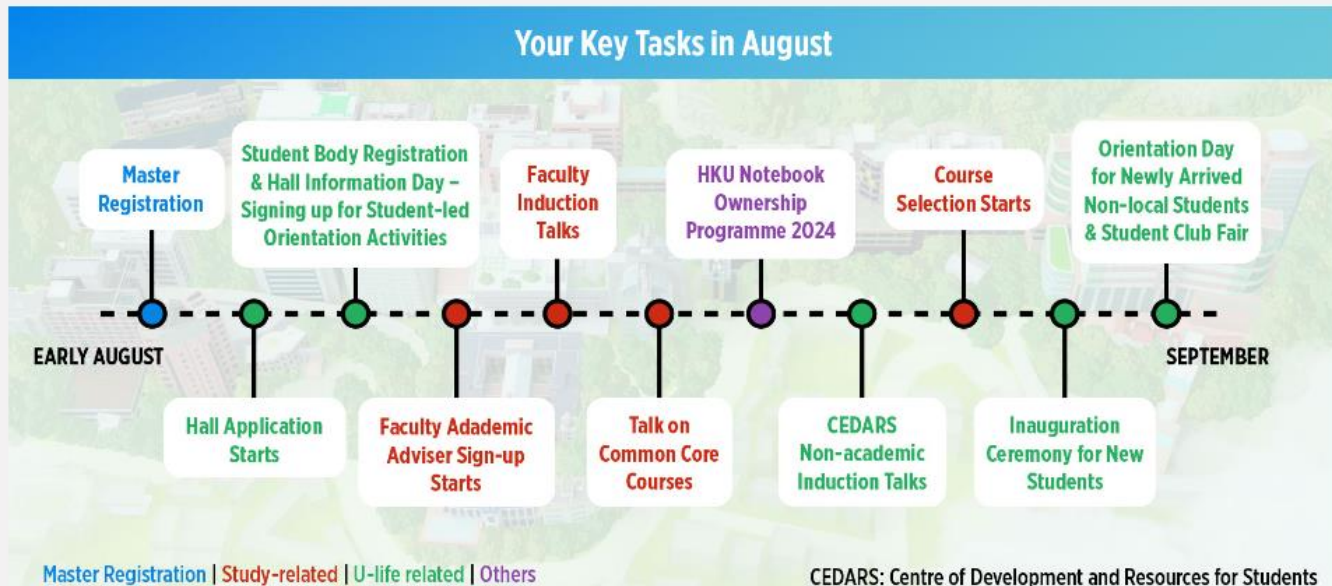 Your Key Tasks in August
Master
Registration
Student Body Registration
& Hall Information Day –
Signing up for Student-led
Orientation Activities
Faculty
Induction
Talks
HKU Notebook
Ownership
Programme 2024
Course
Selection Starts
Orientation Day
for Newly Arrived
Non-local Students
& Student Club Fair
EARLY AUGUST
SEPTEMBER
Hall Application
Starts
Faculty Adademic
Adviser Sign-up
Starts
Talk on
Common Core
Courses
CEDARS
Non-academic
Induction Talks
Inauguration
Ceremony for New
Students
Master Registration | Study-related | U-life related | Others
CEDARS: Centre of Development and Resources for Students